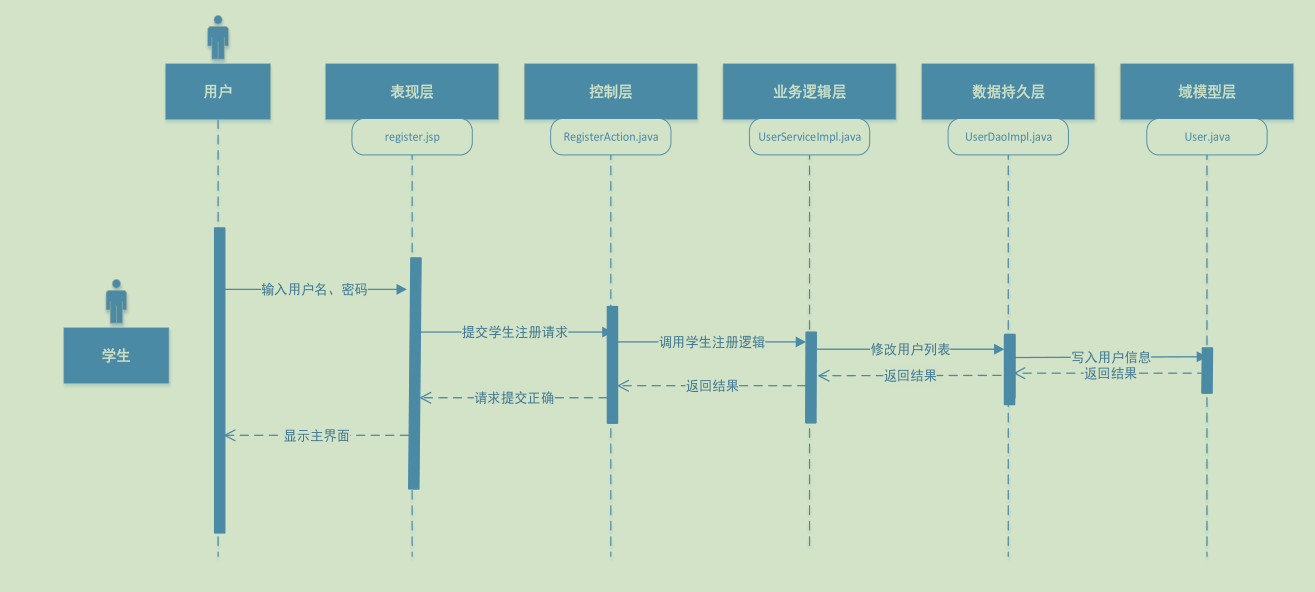 用户
表现层
控制层
业务逻辑层
数据持久层
域模型层
register.jsp
RegisterAction.java
UserServiceImpl.java
UserDaoImpl.java
User.java
输入用户名、密码
提交学生注册请求
调用学生注册逻辑
修改用户列表
写入用户信息
学生
返回结果
返回结果
返回结果
请求提交正确
显示主界面